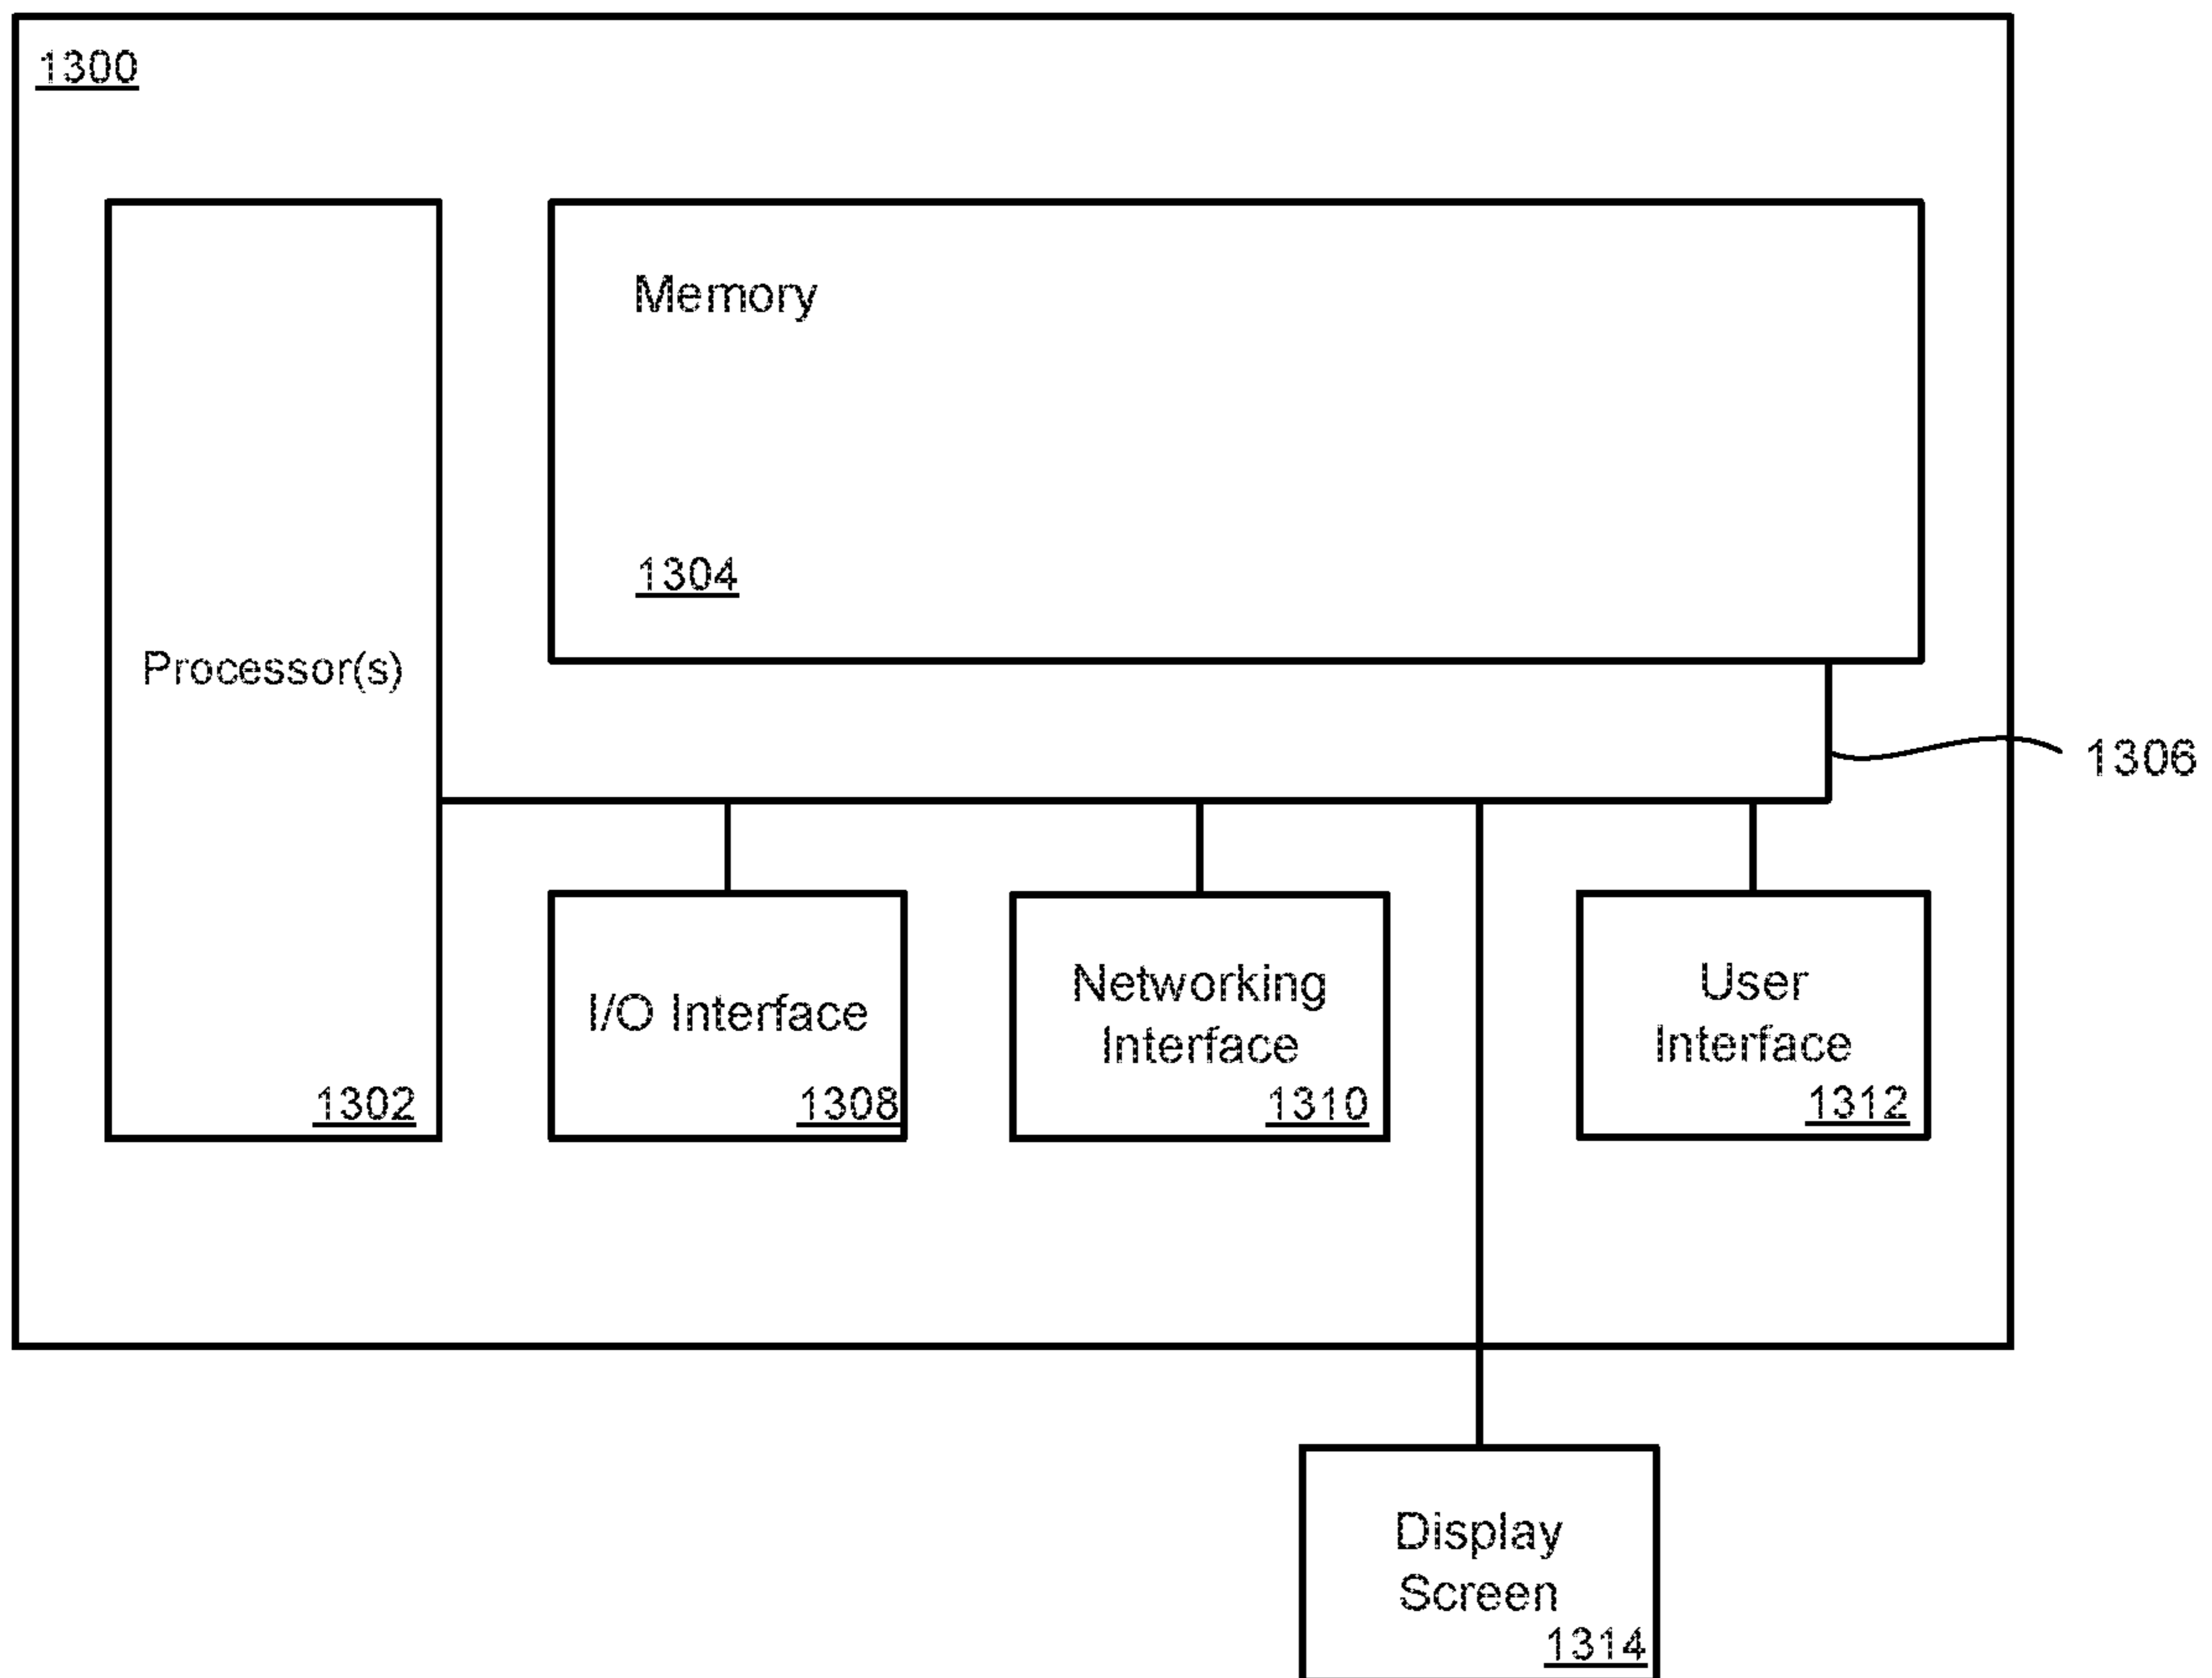 1300
Memory
1304
Processor(s)
1302
1306
I/O Interface
1308
Networking
Interface
1310
User
Interface
1312
Display
Screen
1314